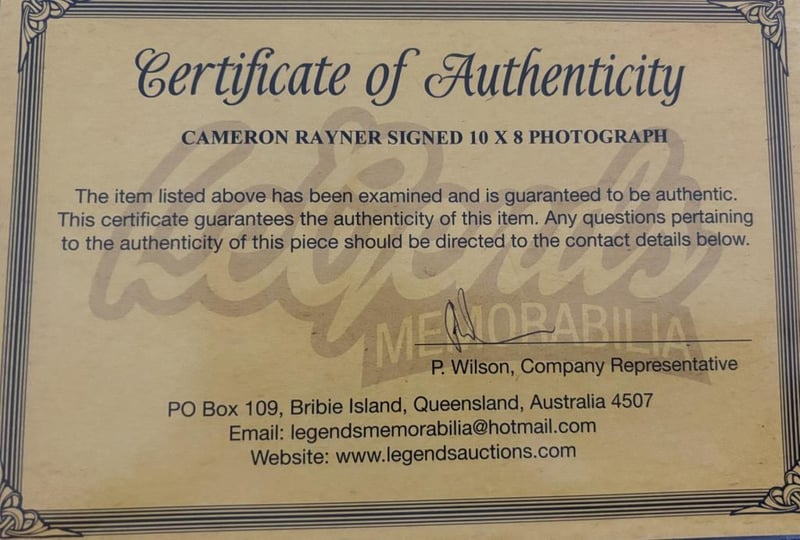 Certificate of Authenticity
CAMERON RAYNER SIGNED 10 X 8 PHOTOGRAPH
The item listed above has been examined and is guaranteed to be authentic.
This certificate guarantees the authenticity of this item. Any questions pertaining
to the authenticity of this piece should be directed to the contact details below.
Legends
MEMORABILIA
P. Wilson, Company Representative
PO Box 109, Bribie Island, Queensland, Australia 4507
Email: legendsmemorabilia@hotmail.com
Website: www.legendsauctions.com